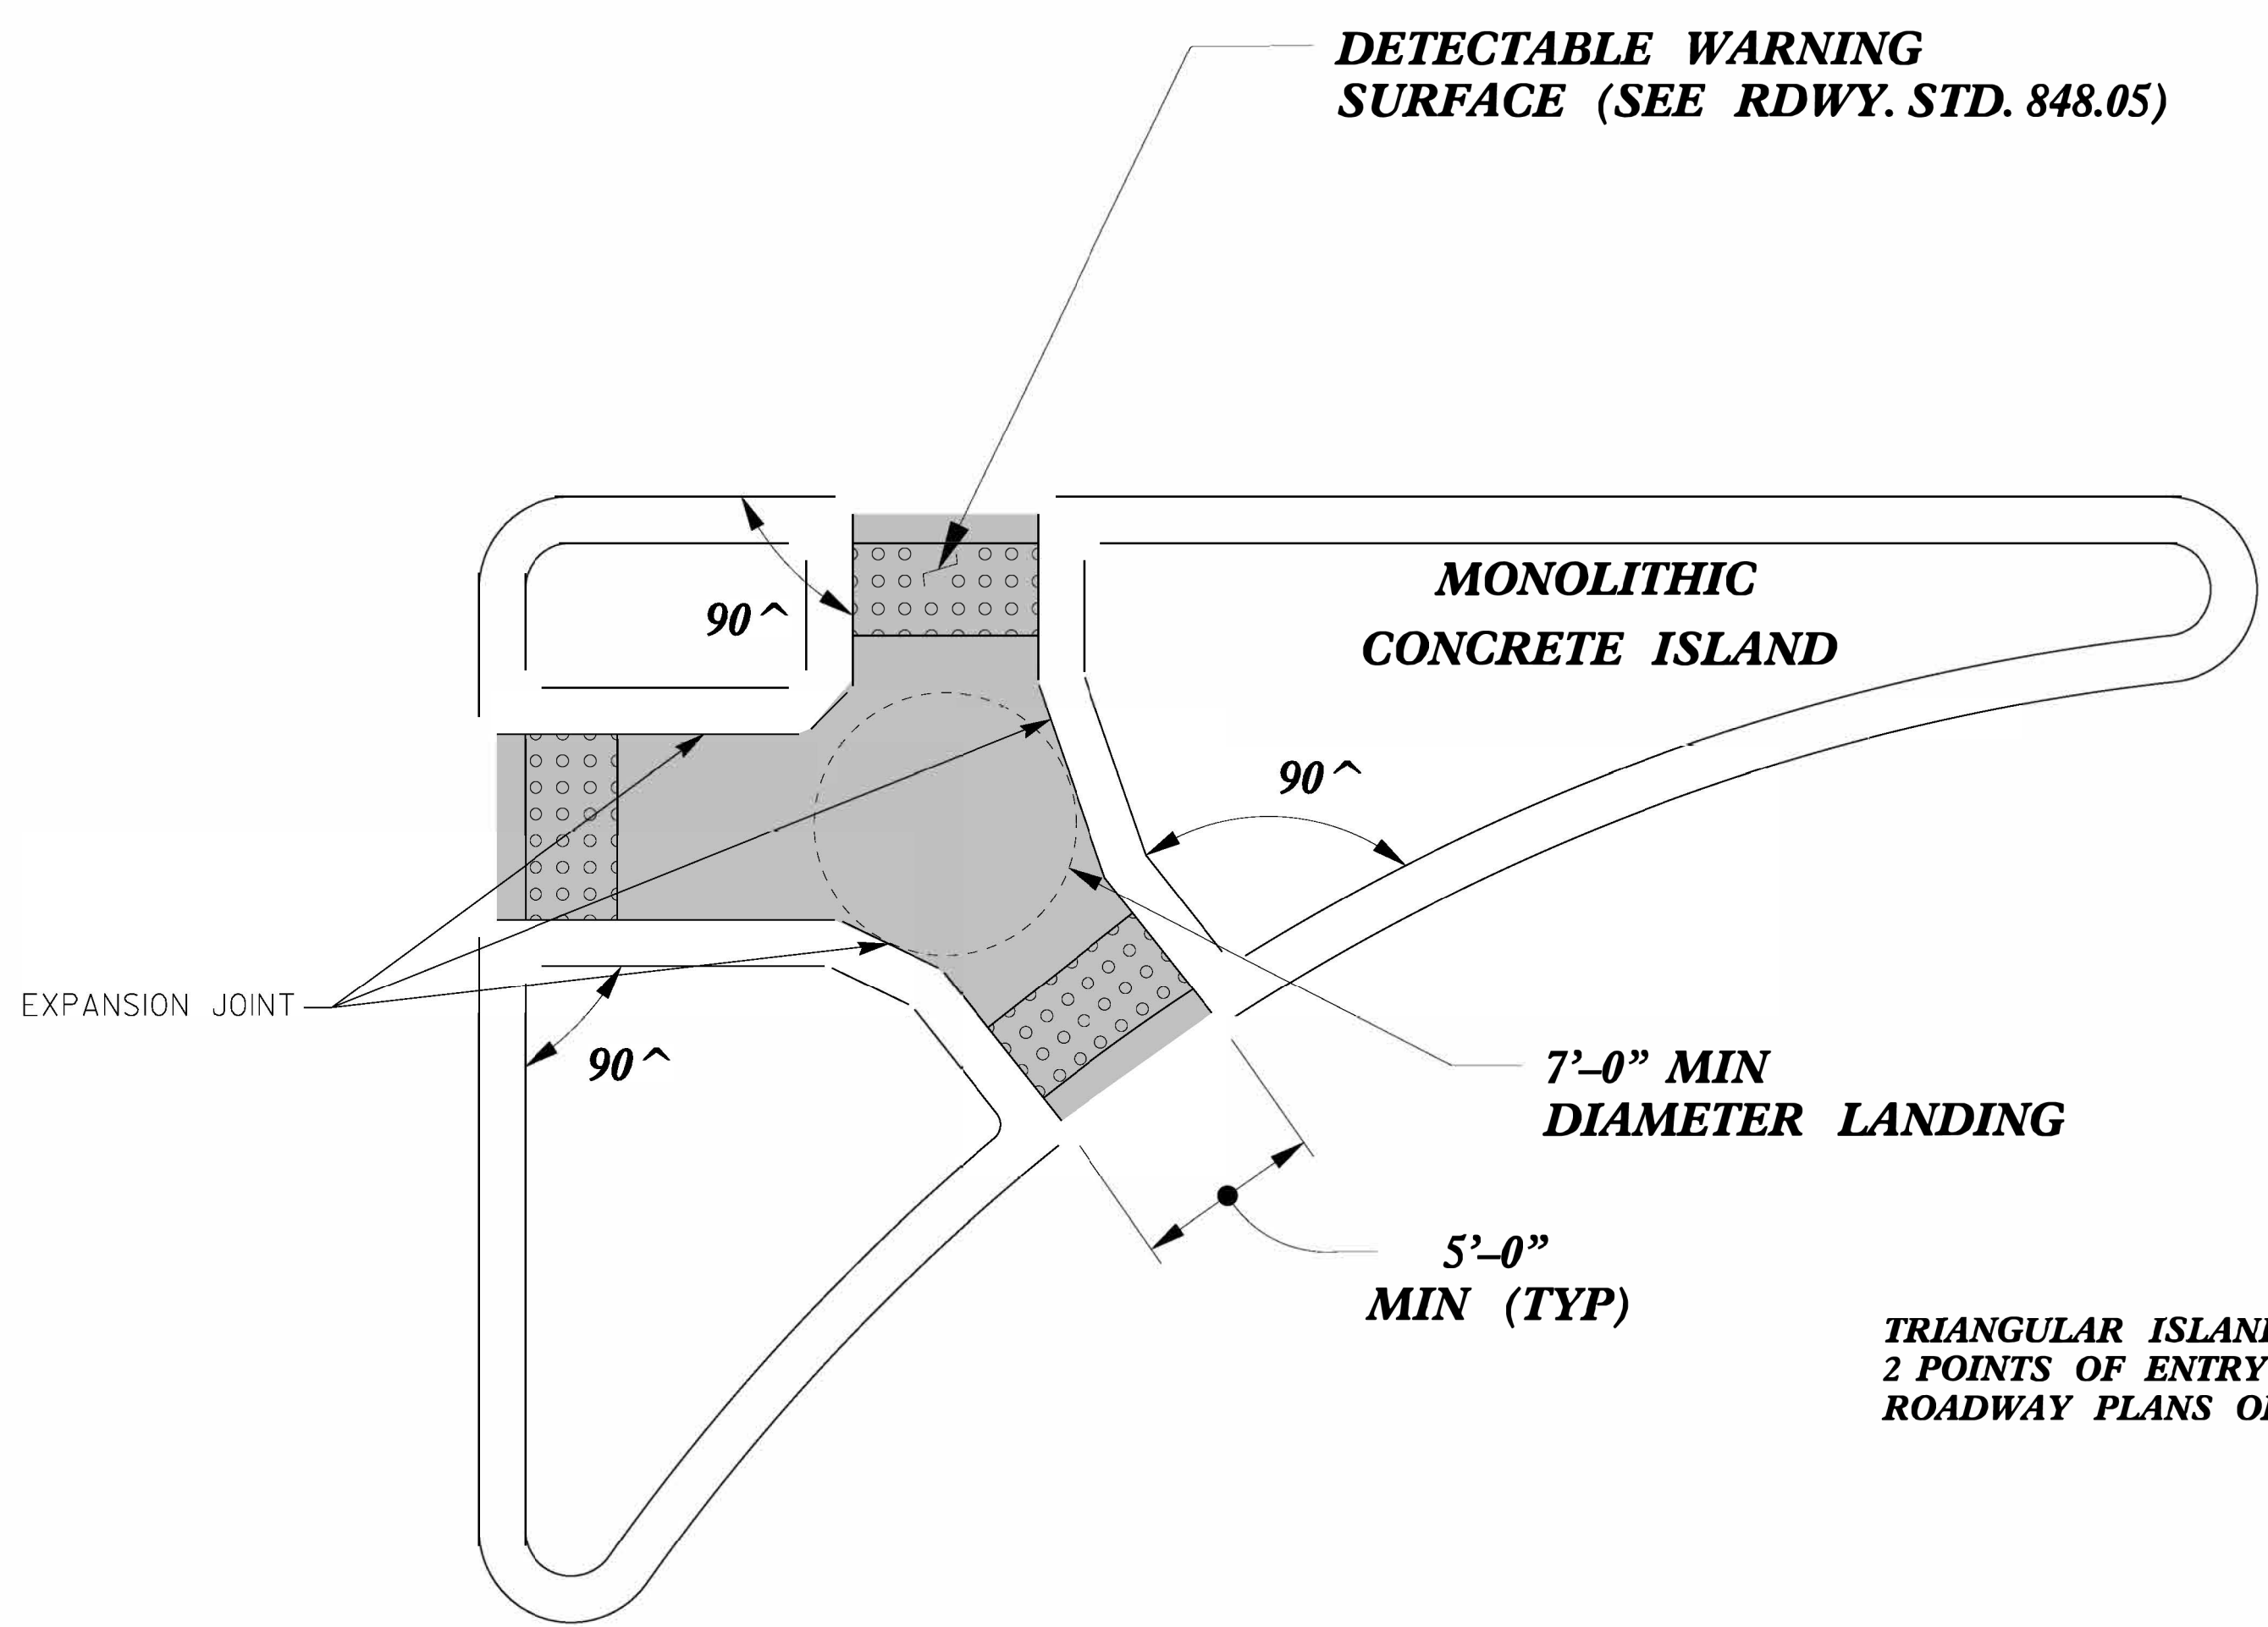 DETECTABLE WARNING
SURFACE (SEE RDWY. STD. 848.05)
MONOLITHIC
CONCRETE ISLAND
90^
90^
EXPANSION JOINT
90^
7'–0” MIN
DIAMETER LANDING
5'–0”
MIN (TYP)
TRIANGULAR
2 POINTS OF ENTRY
ROADWAY PLANS